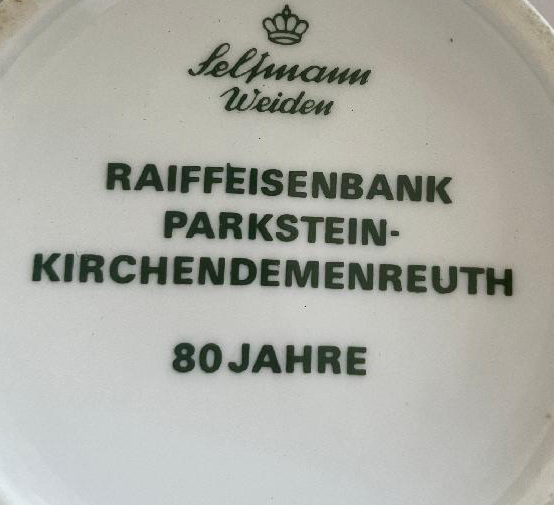 Seltmann
Weiden
RAIFFEISENBANK
PARKSTEIN-
KIRCHENDEMENREUTH
80 JAHRE